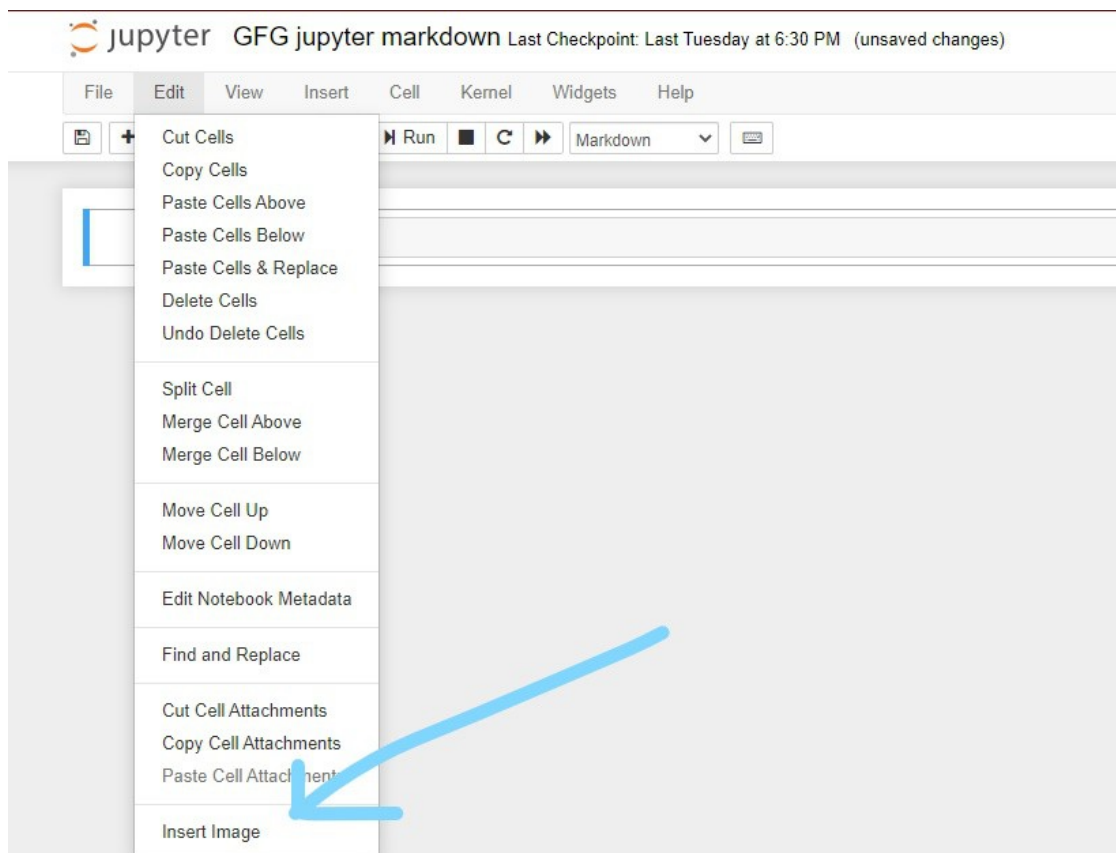 jupyter GFG jupyter markdown Last Checkpoint: Last Tuesday at 6:30 PM (unsaved changes)
File Edit View Insert Cell Kernel Widgets Help
Run Markdown
Cut Cells
Copy Cells
Paste Cells Above
Paste Cells Below
Paste Cells & Replace
Delete Cells
Undo Delete Cells
Split Cell
Merge Cell Above
Merge Cell Below
Move Cell Up
Move Cell Down
Edit Notebook Metadata
Find and Replace
Cut Cell Attachments
Copy Cell Attachments
Paste Cell Attachments
Insert Image